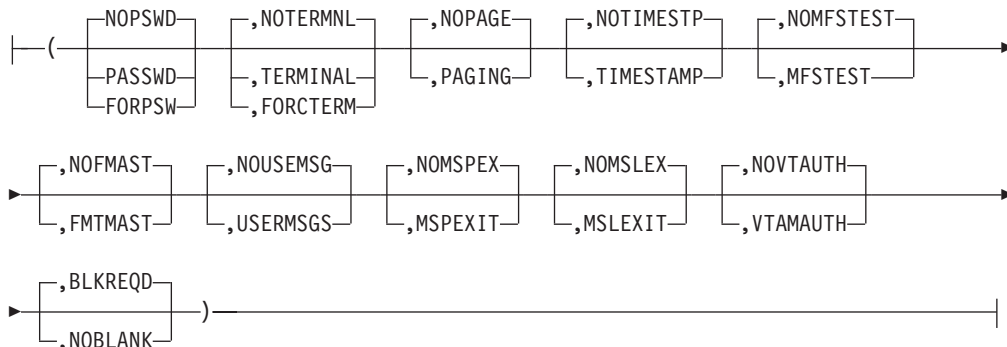 NOPSWD ,NOTERMNL ,NOPAGE ,NOTIMESTP ,NOMFSTEST
(
PASSWD ,TERMINAL ,PAGING ,TIMESTAMP ,MFSTEST
FORPSW ,FORCTERM
,NOFMAST ,NOUSEMSG ,NOMSPEX ,NOMSLEX ,NOVTAUTH
,FMTMAST ,USERMSGS ,MSPEXIT ,MSLEXIT ,VTAMAUTH
,BLKREQD
)
,NOBLANK